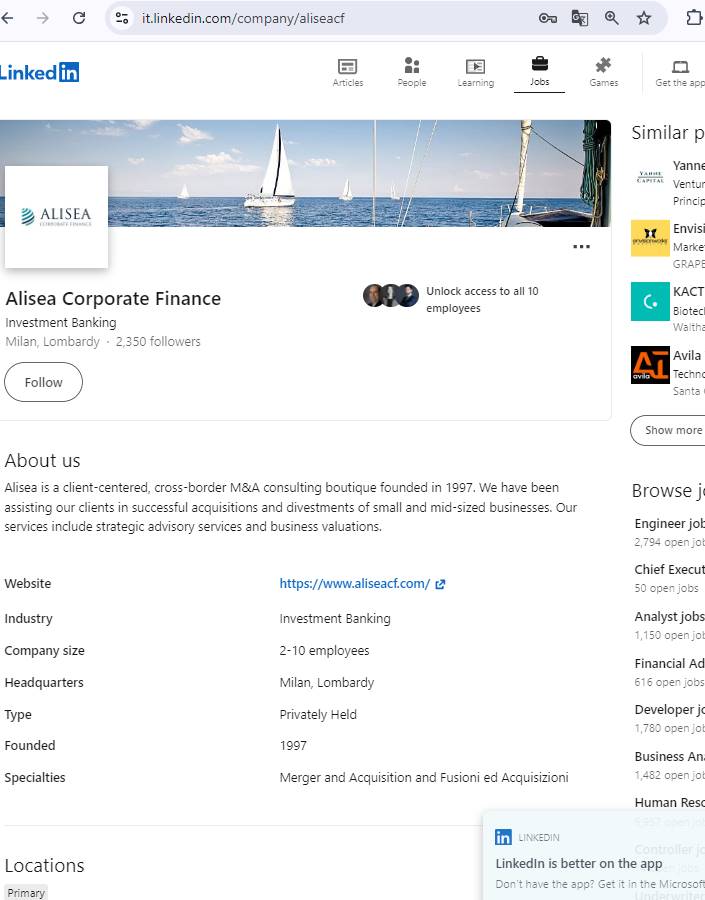 it.linkedin.com/company/aliseacf
Linkedin
Articles
People
Learning
Jobs
Games
Get the app
ALISEA
CORPORATE FINANCE
Alisea Corporate Finance
Investment Banking
Milan, Lombardy · 2,350 followers
Follow
Unlock access to all 10
employees
About us
Alisea is a client-centered, cross-border M&A consulting boutique founded in 1997. We have been
assisting our clients in successful acquisitions and divestments of small and mid-sized businesses. Our
services include strategic advisory services and business valuations.
Website https://www.aliseacf.com/
Industry Investment Banking
Company size 2-10 employees
Headquarters Milan, Lombardy
Type Privately Held
Founded 1997
Specialties Merger and Acquisition and Fusioni ed Acquisizioni
Locations
Primary
Similar p
YANNE
CAPITAL
Yanne
Ventur
Princip
envisionworks
Envisi
Market
GRAPE
KACT
Biotec
Waltha
avila
Avila
Techno
Santa
Show more
Browse jo
Engineer job
2,794 open job
Chief Execut
50 open jobs
Analyst jobs
1,150 open job
Financial Ad
616 open jobs
Developer jo
1,780 open job
Business Ana
1,482 open job
Human Reso
LINKEDIN
LinkedIn is better on the app
Don't have the app? Get it in the Microsoft
Controller jo
Underwriter